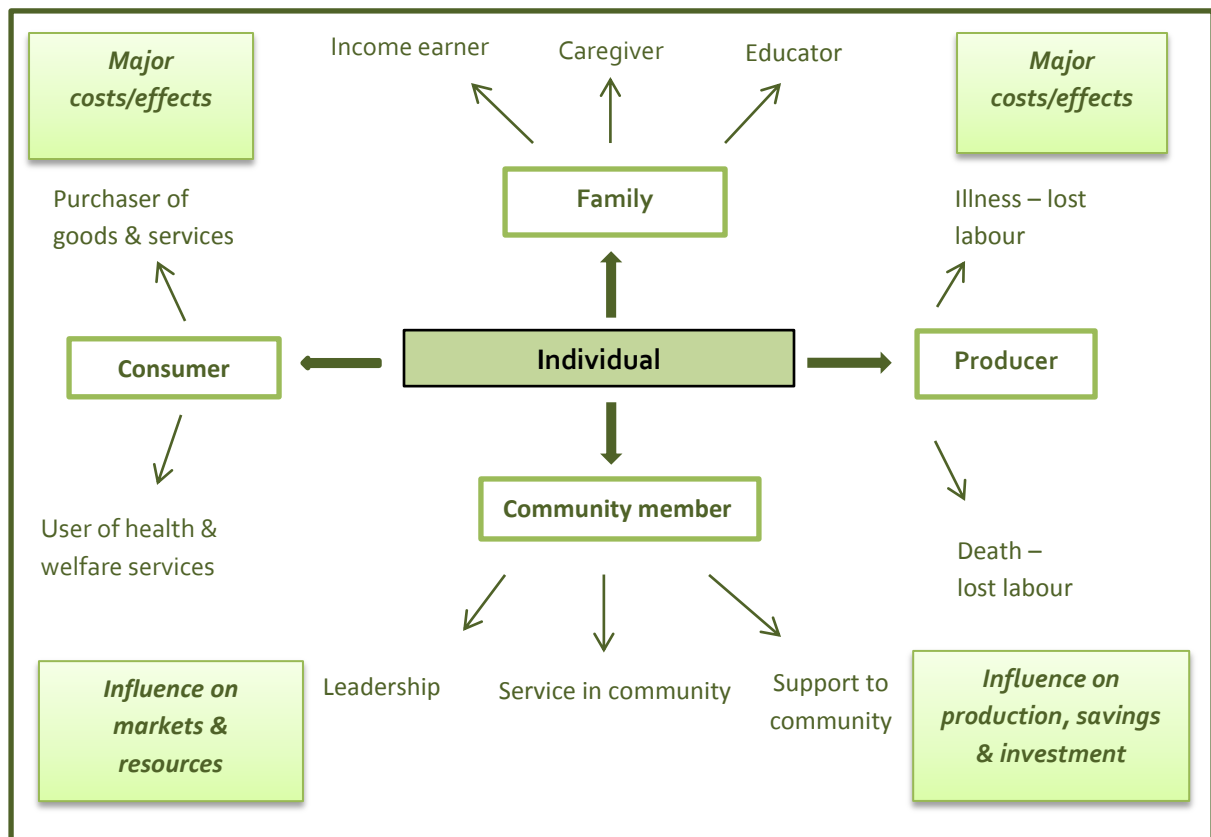 Major
costs/effects
Income earner
Caregiver
Educator
Major
costs/effects
Purchaser of
goods & services
Family
Illness – lost
labour
Consumer
Individual
Producer
User of health &
welfare services
Community member
Death –
lost labour
Influence on
markets &
resources
Leadership
Service in community
Support to
community
Influence on
production, savings
& investment